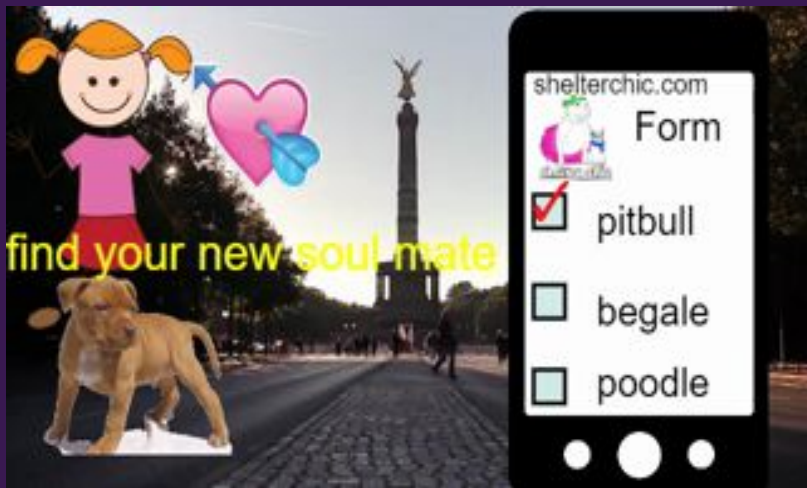 find your new soul mate
shelterchic.com
Form
pitbull
begale
poodle